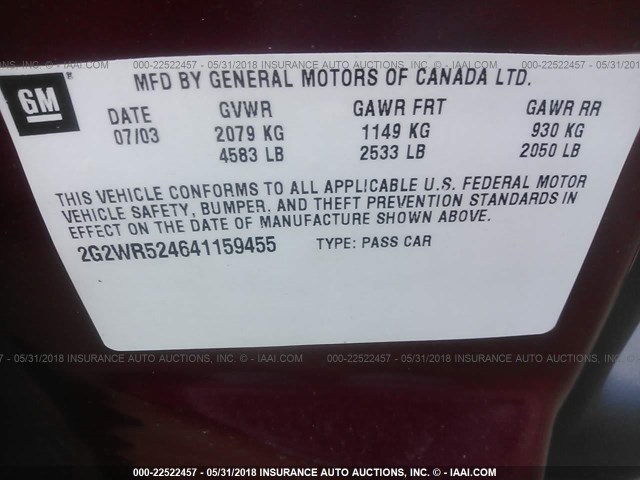 000-22522457 - 05/31/2018 INSURANCE AUTO AUCTIONS, INC. - © IAAI.COM
GM
MFD BY GENERAL MOTORS OF CANADA LTD.
DATE GVWR GAWR FRT GAWR RR
07/03 2079 KG 1149 KG 930 KG
4583 LB 2533 LB 2050 LB
THIS VEHICLE CONFORMS TO ALL APPLICABLE U.S. FEDERAL MOTOR
VEHICLE SAFETY, BUMPER, AND THEFT PREVENTION STANDARDS IN
EFFECT ON THE DATE OF MANUFACTURE SHOWN ABOVE.
2G2WR524641159455 TYPE: PASS CAR
000-22522457 - 05/31/2018 INSURANCE AUTO AUCTIONS, INC. - © IAAI.COM
000-22522457 - 05/31/2018 INSURANCE AUTO AUCTIONS, INC. - © IAAI.COM